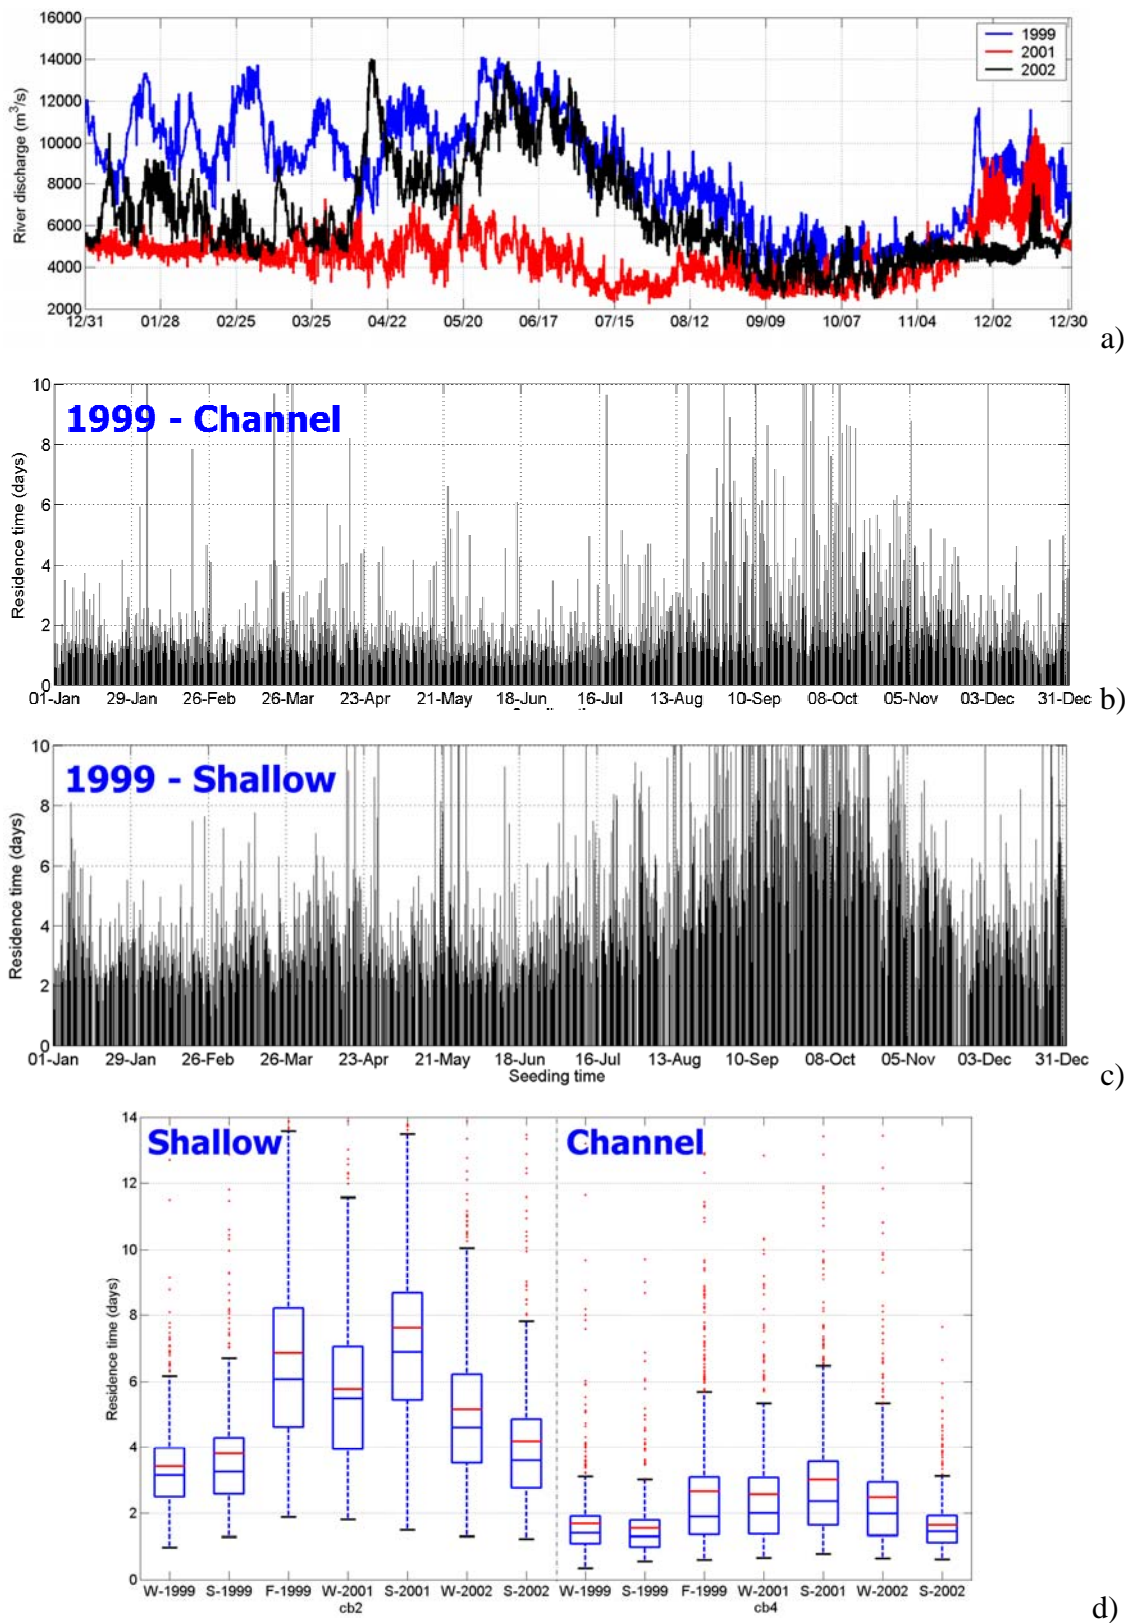 16000
14000
12000
10000
8000
6000
4000
2000
River discharge (m³/s)
1999
2001
2002
12/31 01/28 02/25 03/25 04/22 05/20 06/17 07/15 08/12 09/09 10/07 11/04 12/02 12/30
a)
10
8
6
4
2
0
Residence time (days)
1999 - Channel
01-Jan 29-Jan 26-Feb 26-Mar 23-Apr 21-May 18-Jun 16-Jul 13-Aug 10-Sep 08-Oct 05-Nov 03-Dec 31-Dec
b)
10
8
6
4
2
0
Residence time (days)
1999 - Shallow
01-Jan 29-Jan 26-Feb 26-Mar 23-Apr 21-May 18-Jun 16-Jul 13-Aug 10-Sep 08-Oct 05-Nov 03-Dec 31-Dec
Seeding time
c)
14
12
10
8
6
4
2
0
Residence time (days)
Shallow Channel
W-1999 S-1999 F-1999 W-2001 S-2001 W-2002 S-2002 W-1999 S-1999 F-1999 W-2001 S-2001 W-2002 S-2002
cb2 cb4
d)